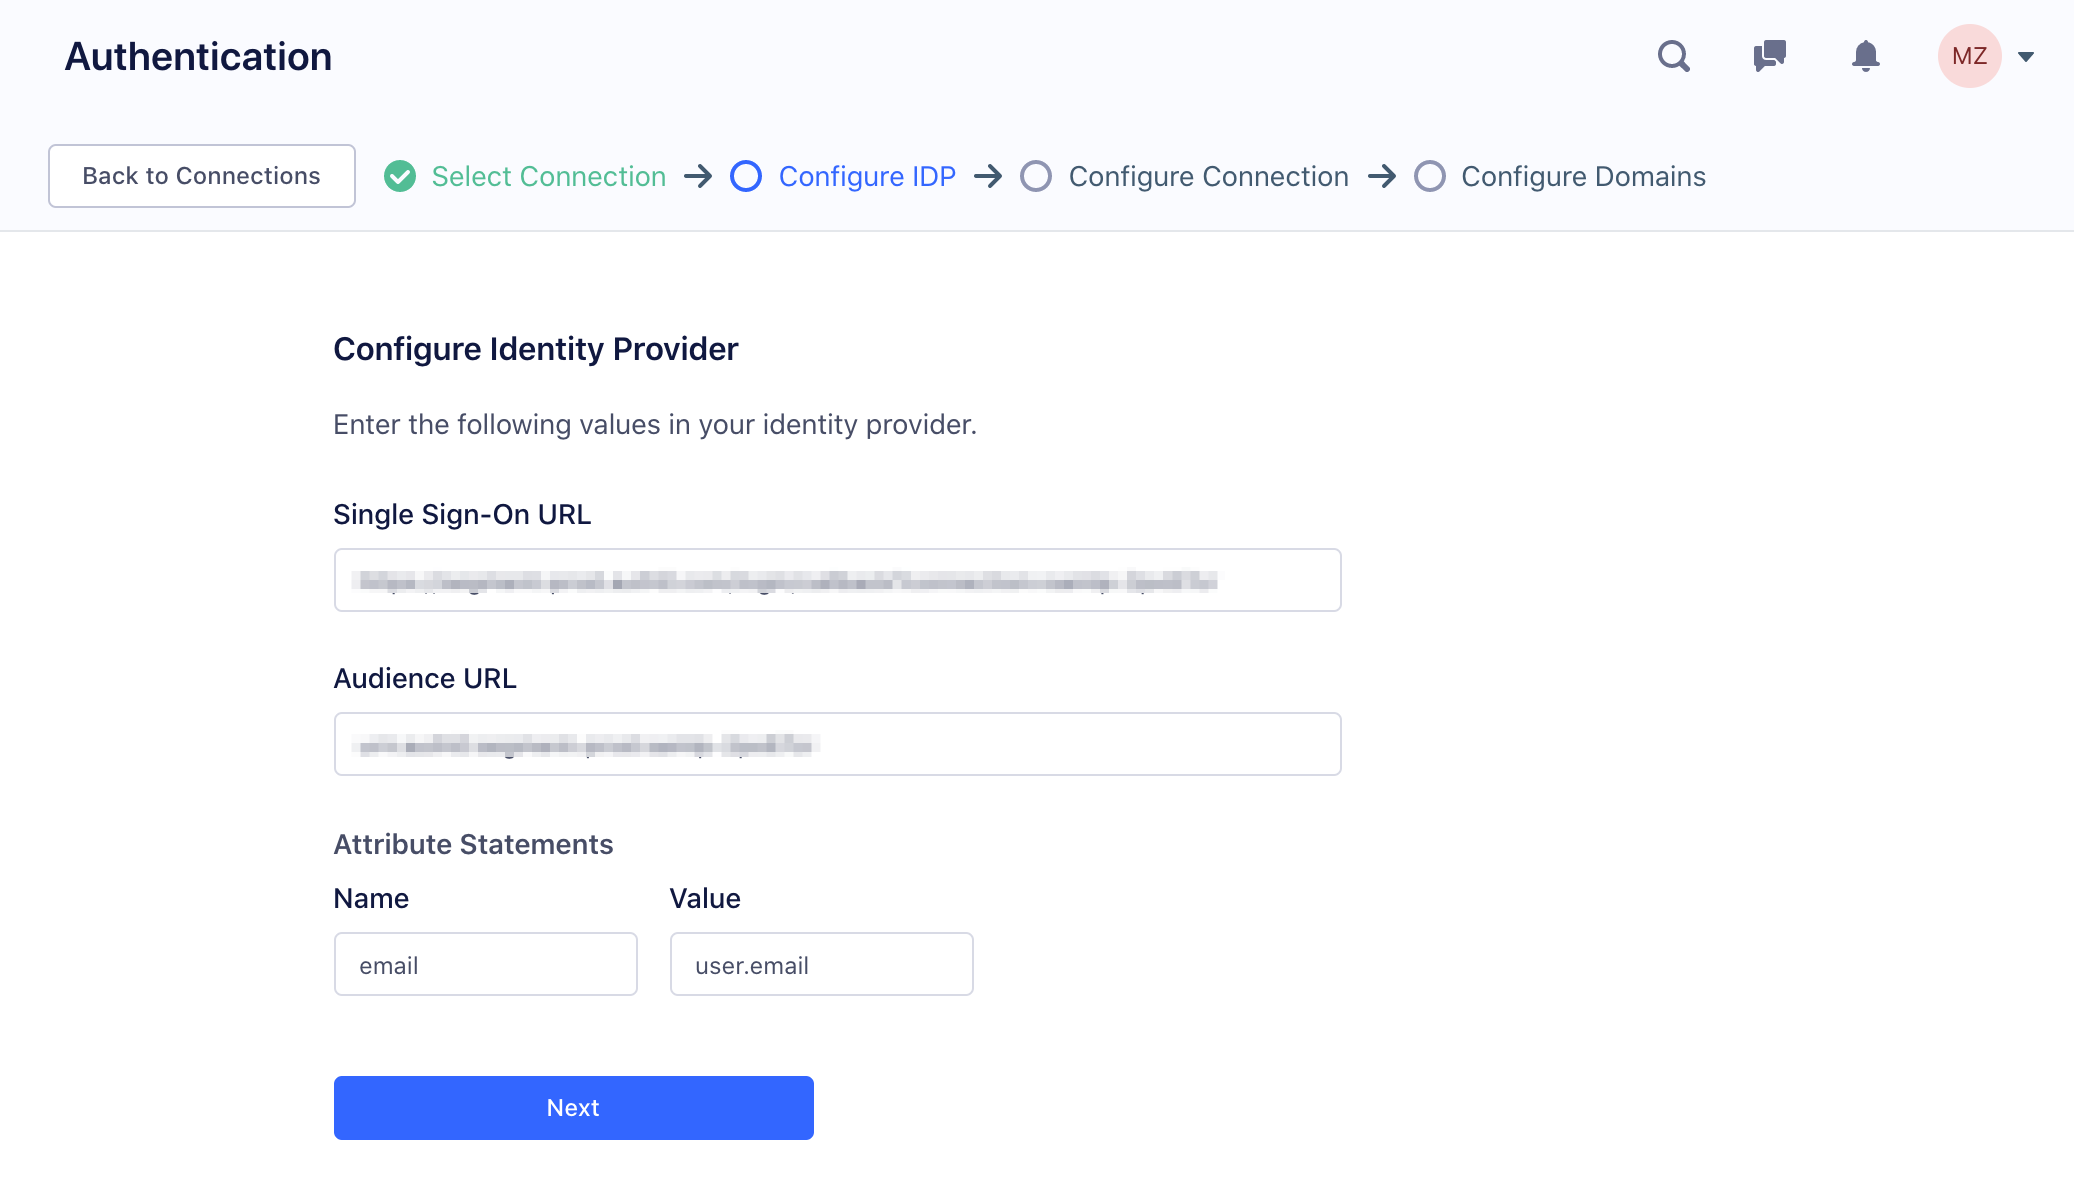 Authentication
MZ
Back to Connections
Select Connection → Configure IDP → Configure Connection → Configure Domains
Configure Identity Provider
Enter the following values in your identity provider.
Single Sign-On URL
Audience URL
Attribute Statements
Name Value
email user.email
Next